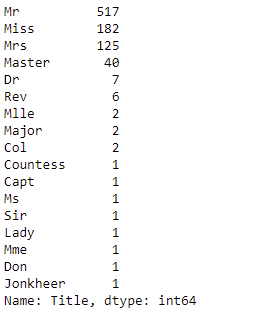 Mr 517
Miss 182
Mrs 125
Master 40
Dr 7
Rev 6
Mlle 2
Major 2
Col 2
Countess 1
Capt 1
Ms 1
Sir 1
Lady 1
Mme 1
Don 1
Jonkheer 1
Name: Title, dtype: int64